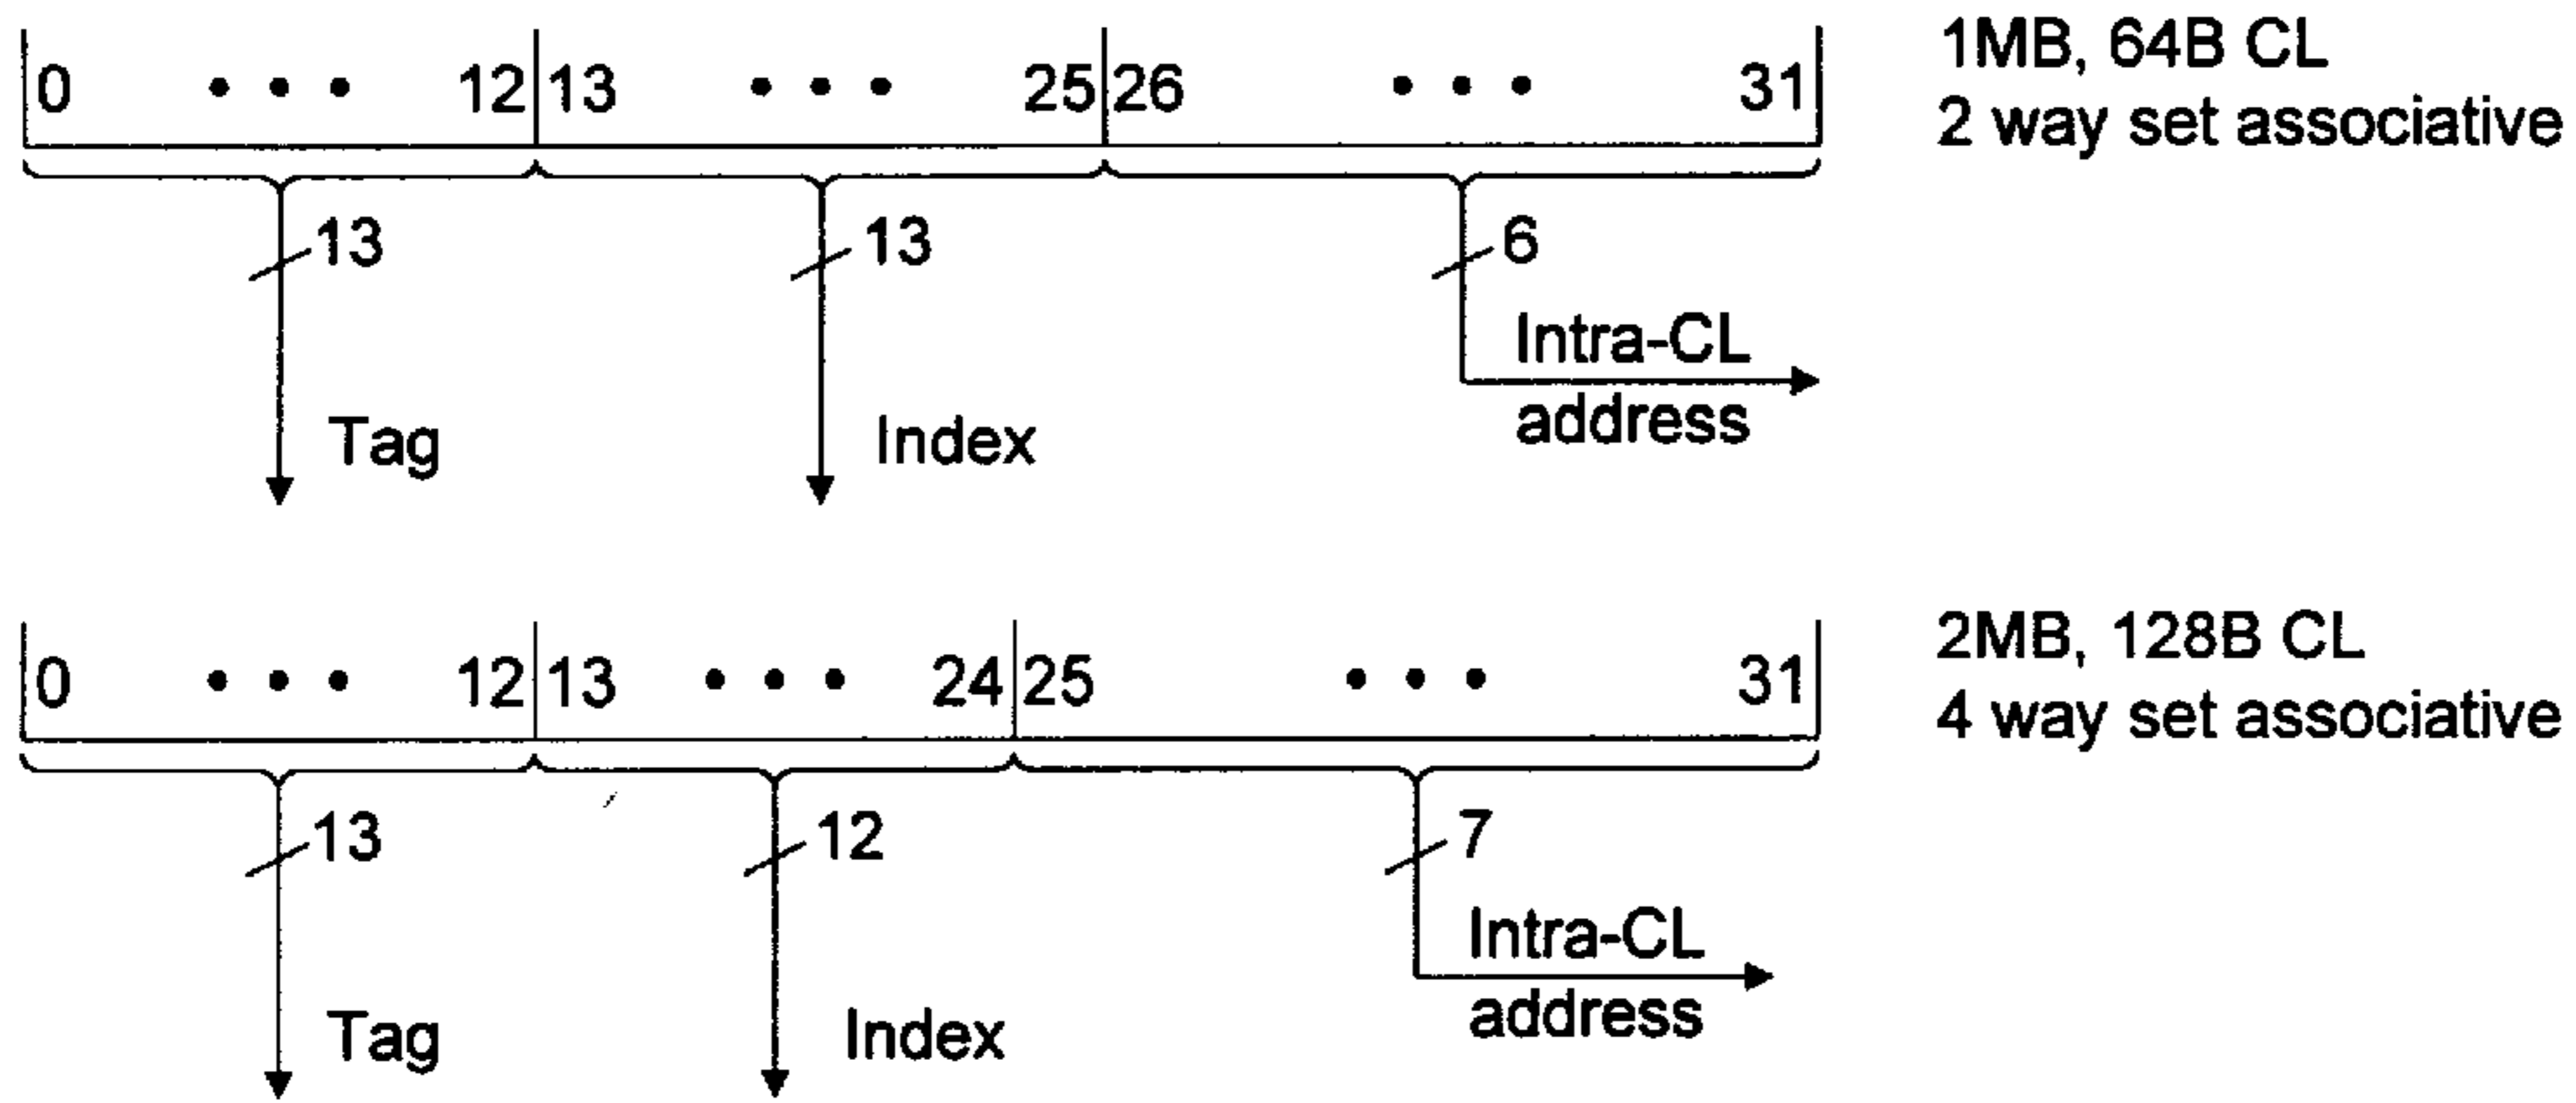 0 • • • 12 13 • • • 25 26 • • • 31
1MB, 64B CL
2 way set associative
13 13 6
Intra-CL
address
Tag Index
0 • • • 12 13 • • • 24 25 • • • 31
2MB, 128B CL
4 way set associative
13 12 7
Intra-CL
address
Tag Index